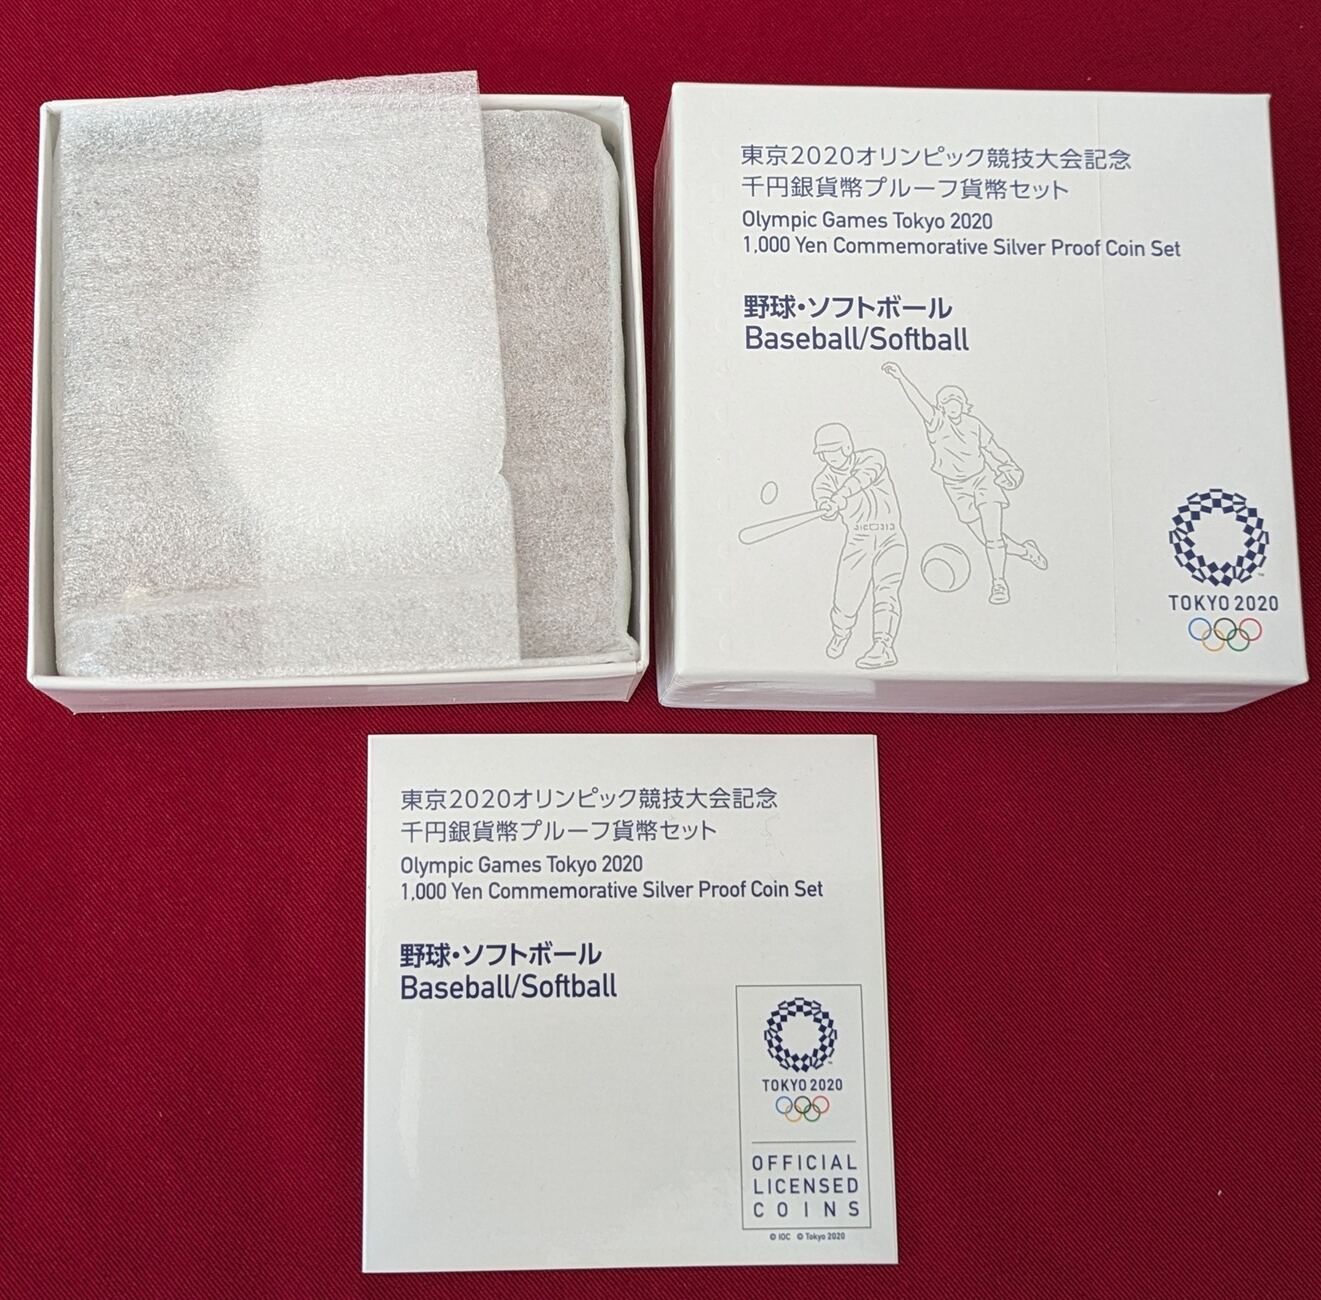 東京2020オリンピック競技大会記念
千円銀貨幣プルーフ貨幣セット
Olympic Games Tokyo 2020
1,000 Yen Commemorative Silver Proof Coin Set
野球・ソフトボール
Baseball/Softball
TM
TOKYO 2020
東京2020オリンピック競技大会記念
千円銀貨幣プルーフ貨幣セット
Olympic Games Tokyo 2020
1,000 Yen Commemorative Silver Proof Coin Set
野球・ソフトボール
Baseball/Softball
TM
TOKYO 2020
OFFICIAL
LICENSED
COINS
© IOC © Tokyo 2020